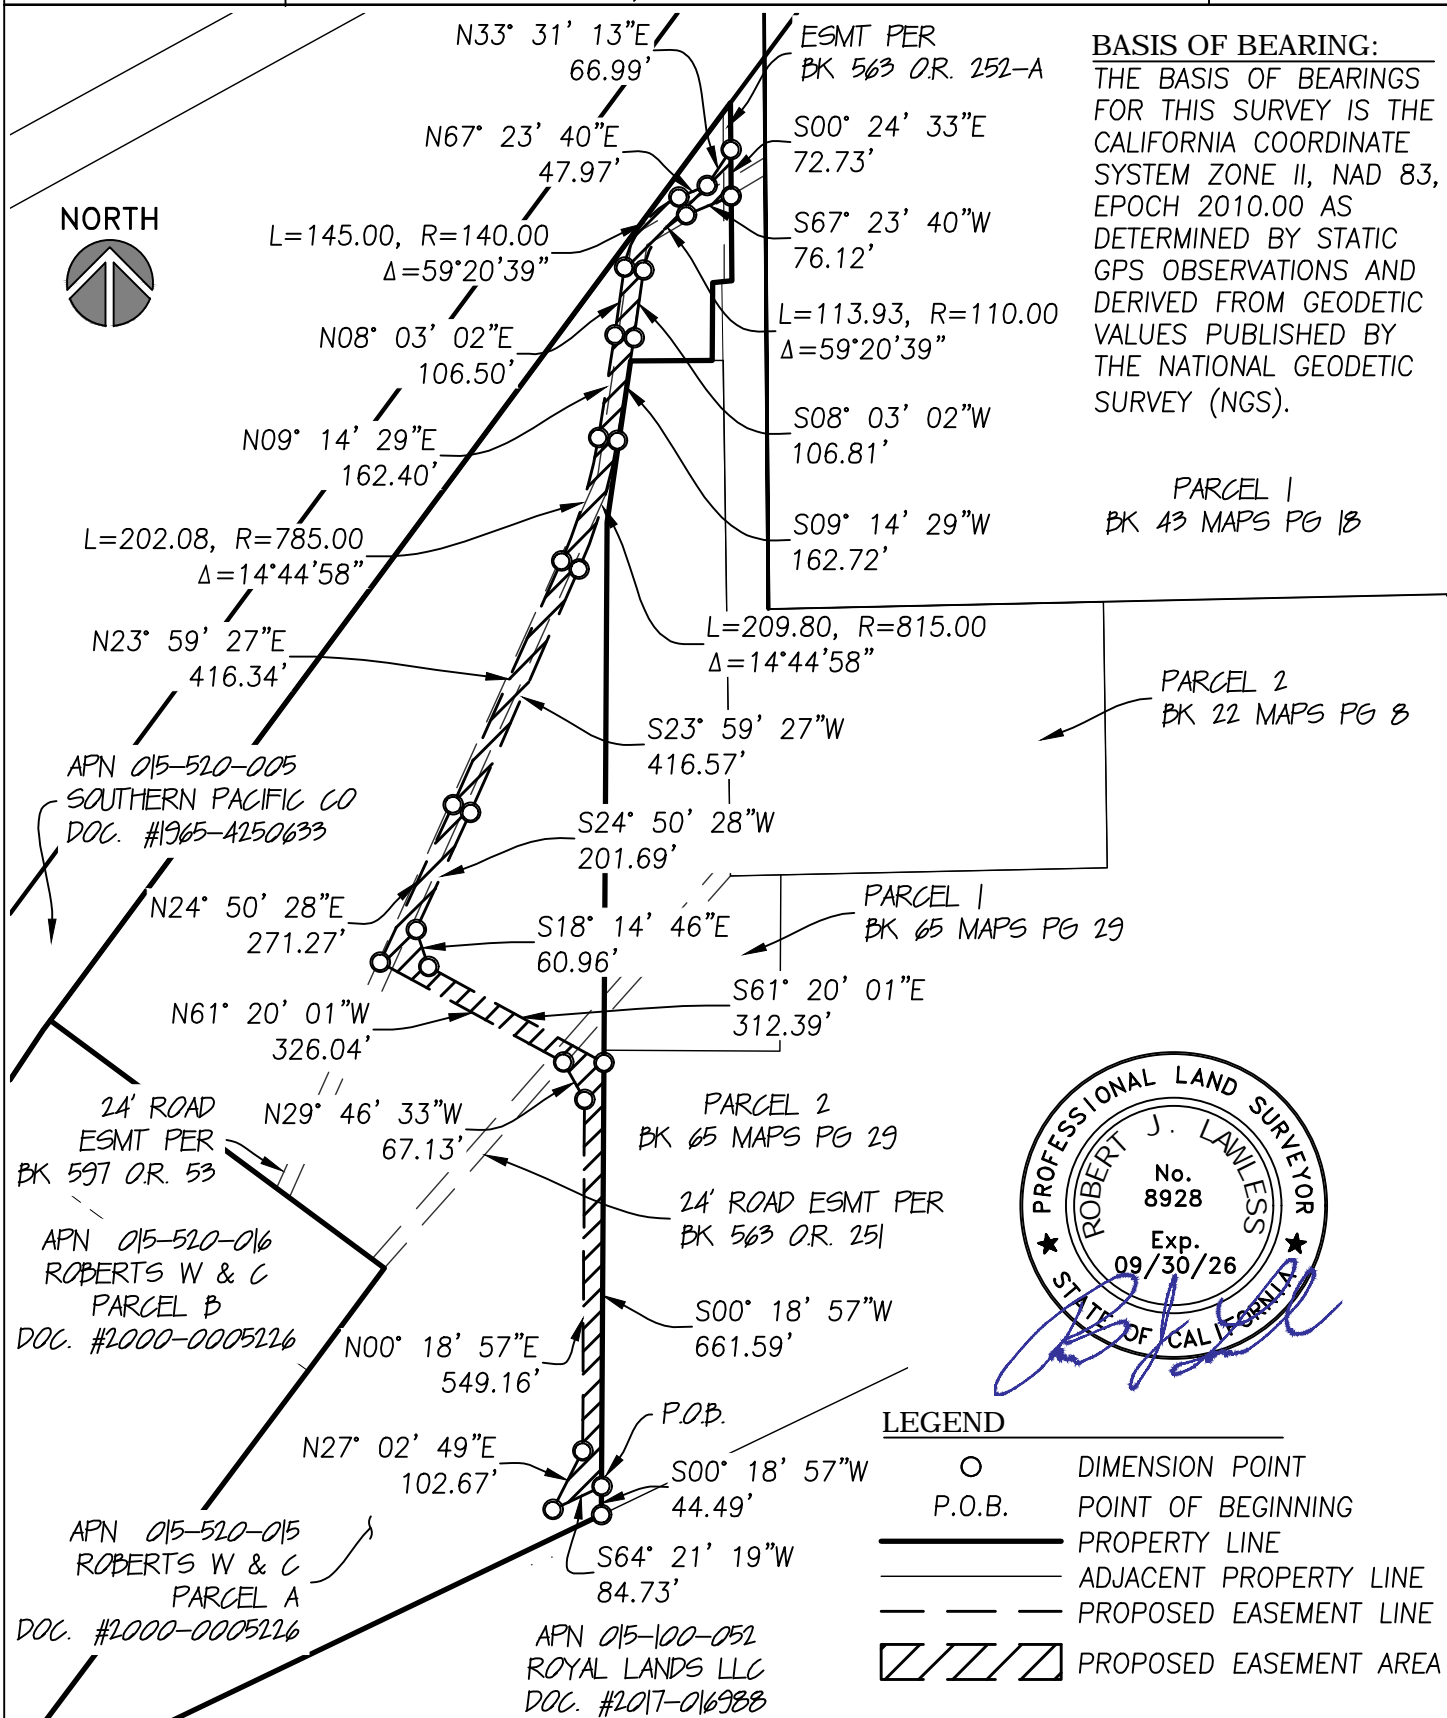 N33° 31' 13"E
66.99'
ESMT PER
BK 563 O.R. 252-A
BASIS OF BEARING:
THE BASIS OF BEARINGS
FOR THIS SURVEY IS THE
CALIFORNIA COORDINATE
SYSTEM ZONE II, NAD 83,
EPOCH 2010.00 AS
DETERMINED BY STATIC
GPS OBSERVATIONS AND
DERIVED FROM GEODETIC
VALUES PUBLISHED BY
THE NATIONAL GEODETIC
SURVEY (NGS).
N67° 23' 40"E
47.97'
S00° 24' 33"E
72.73'
NORTH
L=145.00, R=140.00
Δ=59°20'39"
S67° 23' 40"W
76.12'
N08° 03' 02"E
106.50'
L=113.93, R=110.00
Δ=59°20'39"
N09° 14' 29"E
162.40'
S08° 03' 02"W
106.81'
PARCEL 1
BK 43 MAPS PG 18
L=202.08, R=785.00
Δ=14°44'58"
S09° 14' 29"W
162.72'
N23° 59' 27"E
416.34'
L=209.80, R=815.00
Δ=14°44'58"
PARCEL 2
BK 22 MAPS PG 8
S23° 59' 27"W
416.57'
APN 015-520-005
SOUTHERN PACIFIC CO
DOC. #1965-4250633
S24° 50' 28"W
201.69'
N24° 50' 28"E
271.27'
PARCEL 1
BK 65 MAPS PG 29
S18° 14' 46"E
60.96'
N61° 20' 01"W
326.04'
S61° 20' 01"E
312.39'
24' ROAD
ESMT PER
BK 597 O.R. 53
N29° 46' 33"W
67.13'
PARCEL 2
BK 65 MAPS PG 29
24' ROAD ESMT PER
BK 563 O.R. 251
PROFESSIONAL LAND SURVEYOR
ROBERT J. LAWLESS
No.
8928
Exp.
09/30/26
STATE OF CALIFORNIA
APN 015-520-016
ROBERTS W & C
PARCEL B
DOC. #2000-0005226
N00° 18' 57"E
549.16'
S00° 18' 57"W
661.59'
P.O.B.
N27° 02' 49"E
102.67'
S00° 18' 57"W
44.49'
S64° 21' 19"W
84.73'
APN 015-520-015
ROBERTS W & C
PARCEL A
DOC. #2000-0005226
APN 015-100-052
ROYAL LANDS LLC
DOC. #2017-016988
LEGEND
DIMENSION POINT
P.O.B. POINT OF BEGINNING
PROPERTY LINE
ADJACENT PROPERTY LINE
PROPOSED EASEMENT LINE
PROPOSED EASEMENT AREA